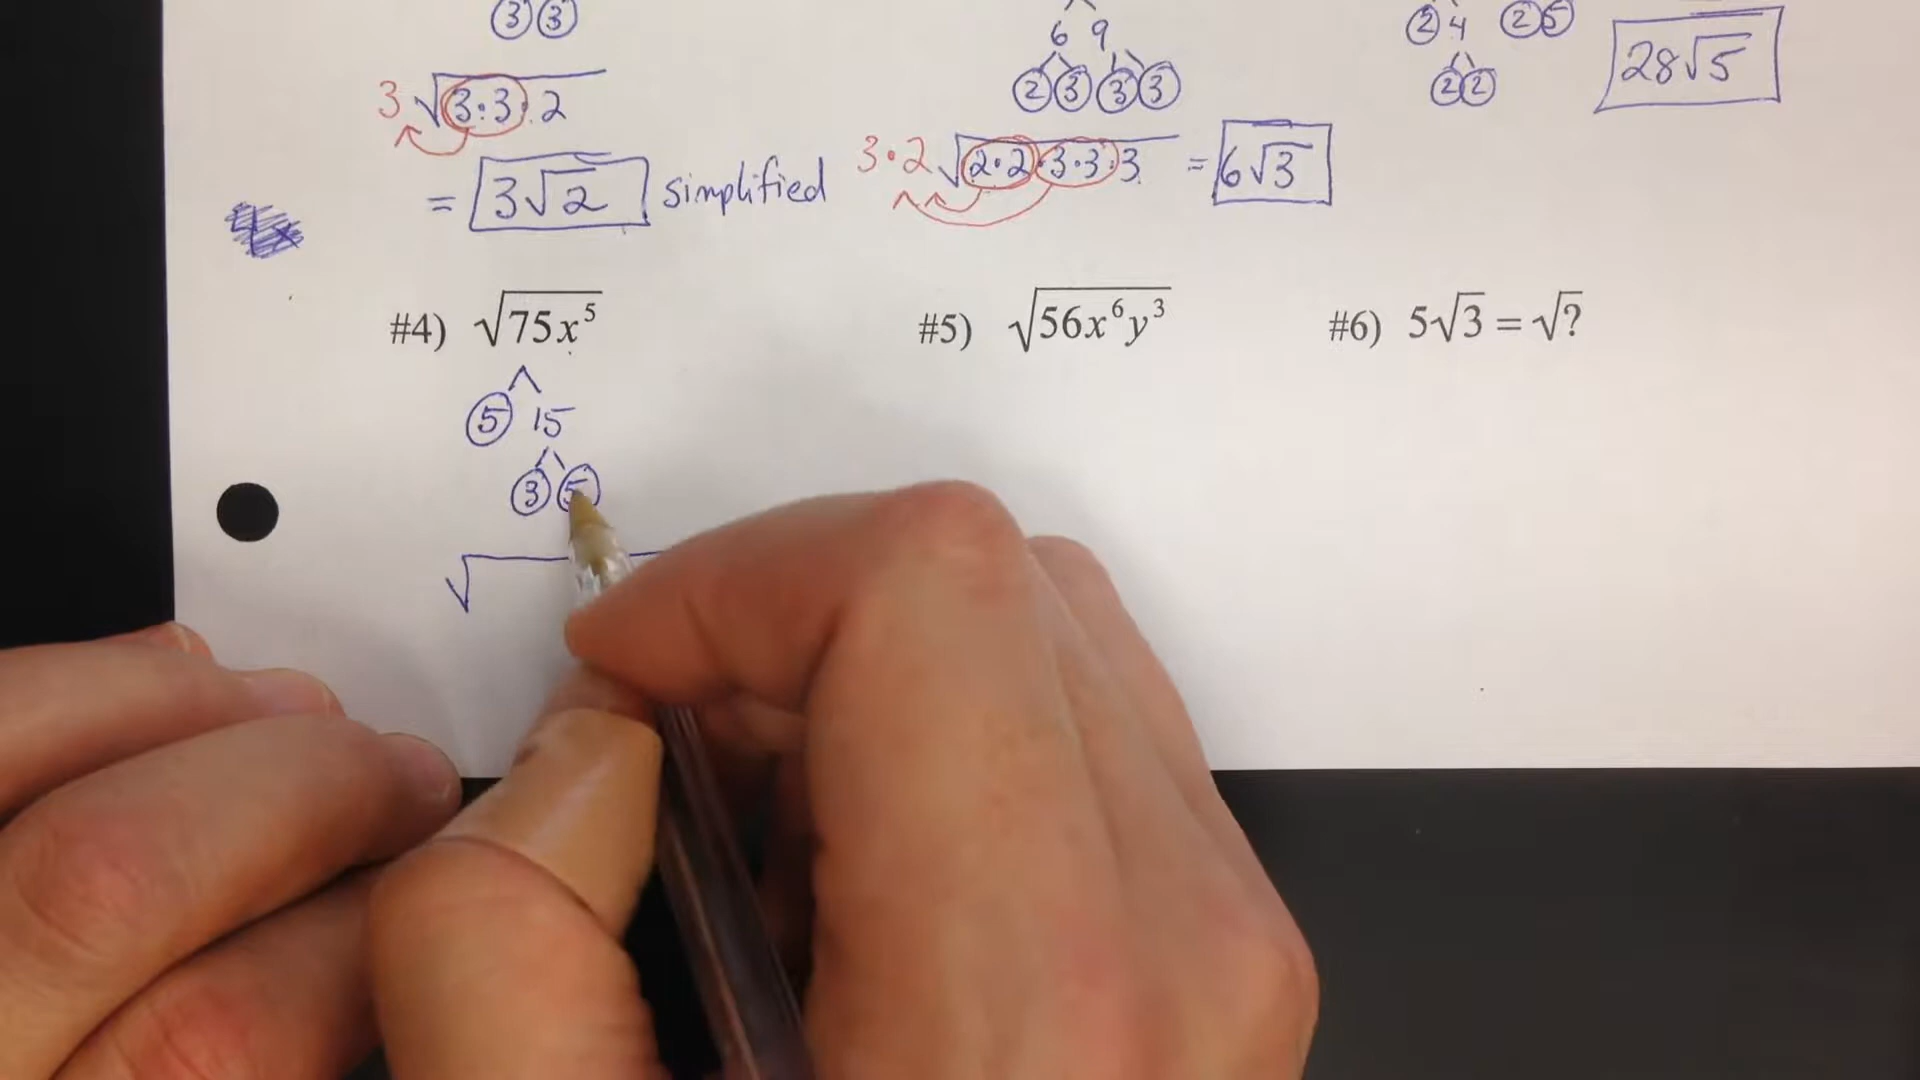 3 3
3 √3·3·2
= 3√2 simplified
6 9
2 3 3 3
3·2 √2·2·3·3·3 = 6√3
2 4 2 5
2 2
28√5
#4) √75x⁵
5 15
3 5
√
#5) √56x⁶y³
#6) 5√3 = √?